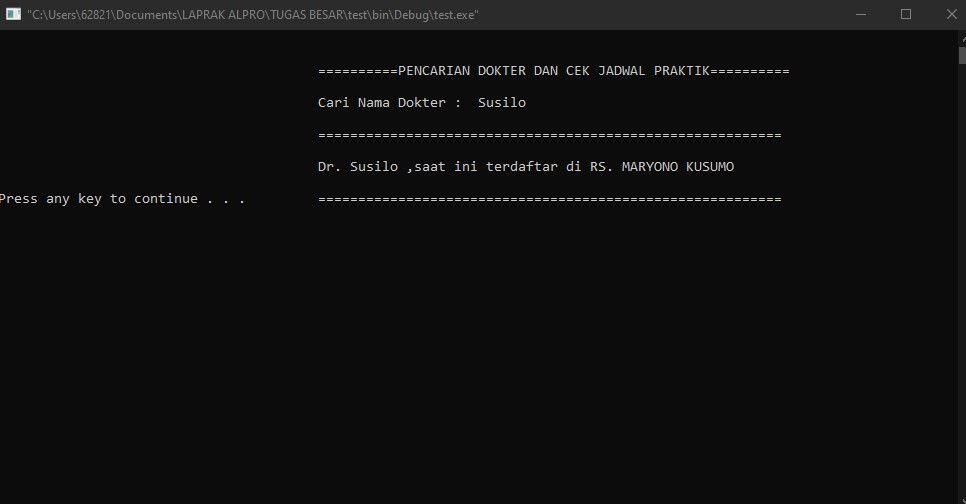 "C:\Users\62821\Documents\LAPRAK ALPRO\TUGAS BESAR\test\bin\Debug\test.exe"
==========PENCARIAN DOKTER DAN CEK JADWAL PRAKTIK==========
Cari Nama Dokter :  Susilo
==========================================================
Dr. Susilo ,saat ini terdaftar di RS. MARYONO KUSUMO
Press any key to continue . . .         ==========================================================